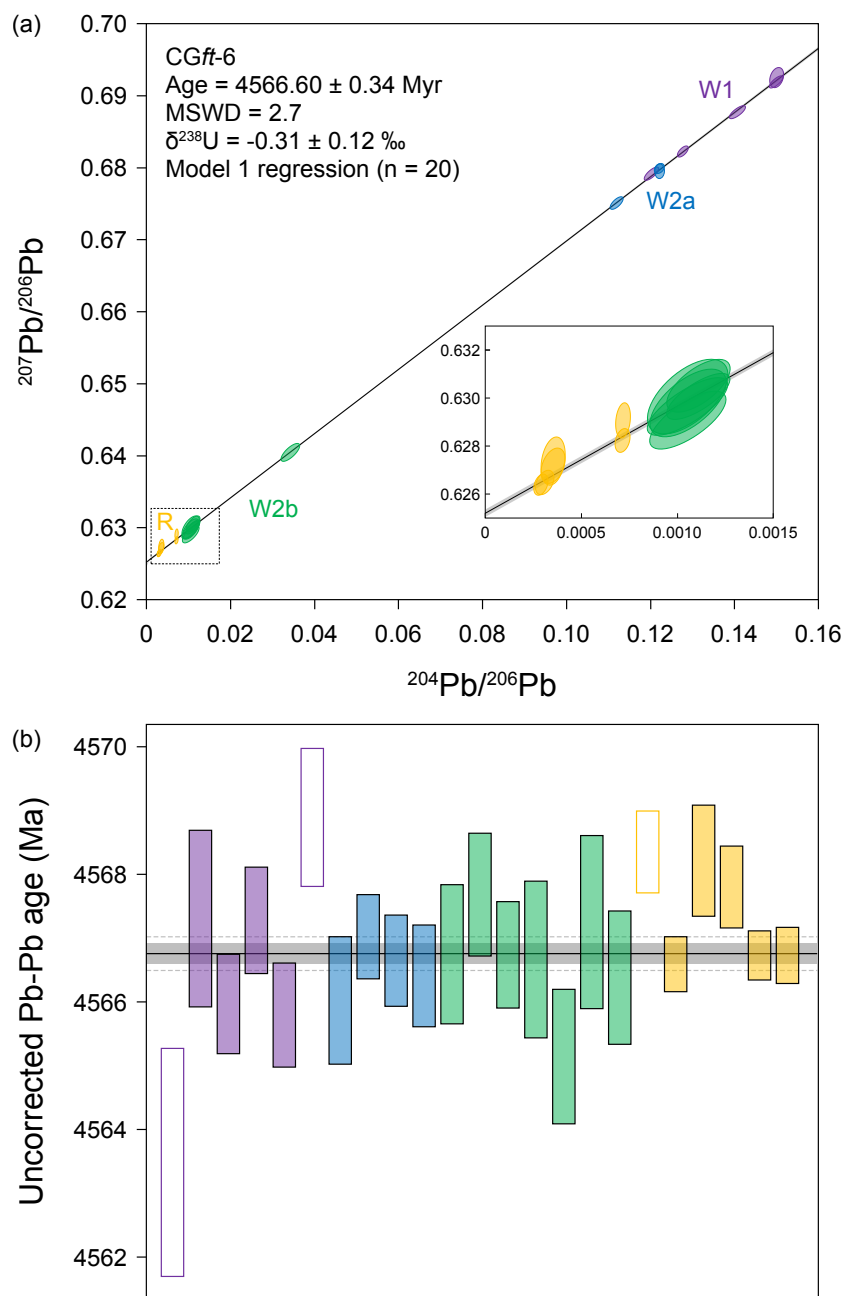 (a)
0.70
0.69
0.68
0.67
0.66
0.65
0.64
0.63
0.62
²⁰⁷Pb/²⁰⁶Pb
CGft-6
Age = 4566.60 ± 0.34 Myr
MSWD = 2.7
δ²³⁸U = -0.31 ± 0.12 ‰
Model 1 regression (n = 20)
W1
W2a
W2b
R
0.632
0.630
0.628
0.626
0
0.0005
0.0010
0.0015
0
0.02
0.04
0.06
0.08
0.10
0.12
0.14
0.16
²⁰⁴Pb/²⁰⁶Pb
(b)
4570
4568
4566
4564
4562
Uncorrected Pb-Pb age (Ma)